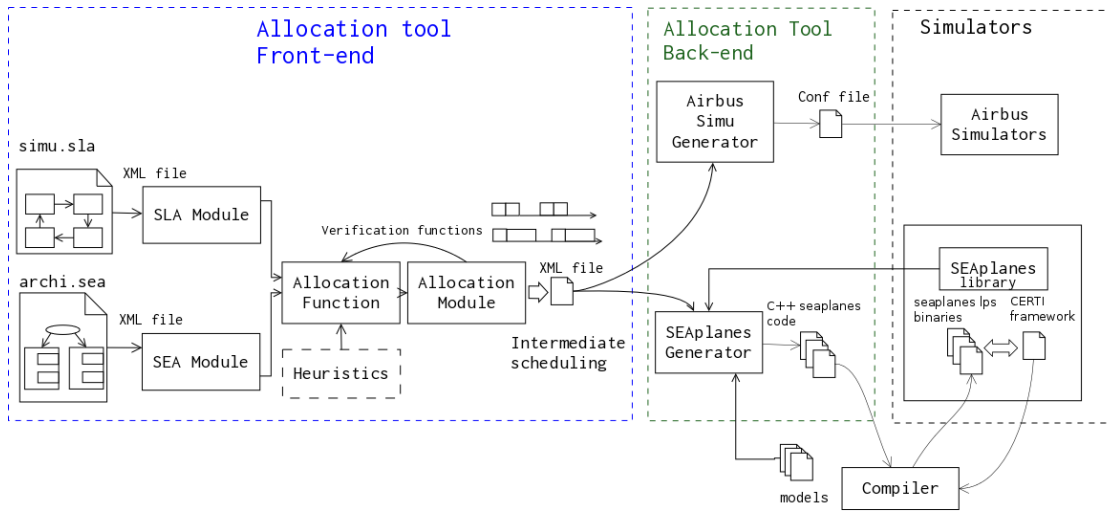 Allocation tool
Front-end
Allocation Tool
Back-end
Simulators
Airbus
Simu
Generator
Conf file
Airbus
Simulators
simu.sla
XML file
SLA Module
Verification functions
archi.sea
XML file
SEA Module
Allocation
Function
Allocation
Module
XML file
Heuristics
Intermediate
scheduling
SEAplanes
library
seaplanes lps
binaries
CERTI
framework
C++ seaplanes
code
SEAplanes
Generator
models
Compiler